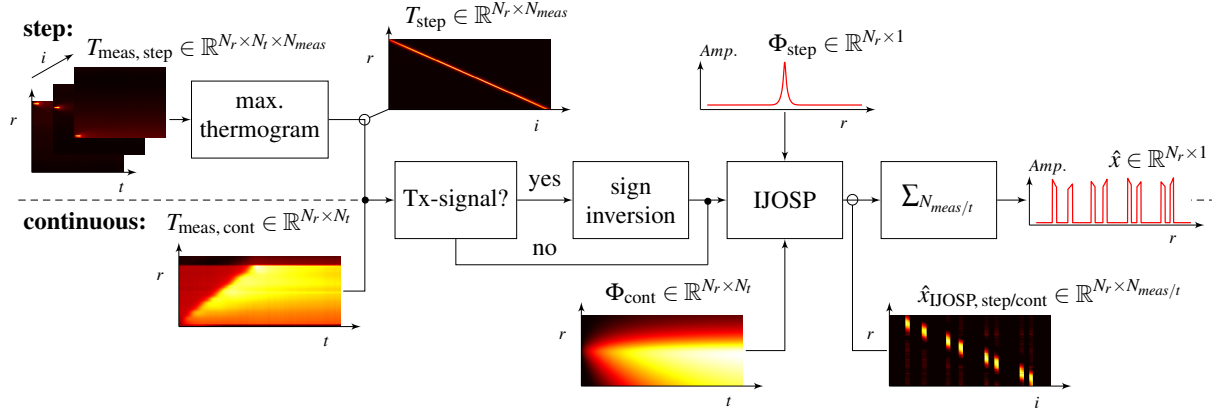 step:
T_meas, step ∈ ℝ^{N_r × N_t × N_meas}
i
r
t
max.
thermogram
T_step ∈ ℝ^{N_r × N_meas}
r
i
Φ_step ∈ ℝ^{N_r × 1}
Amp.
r
Tx-signal?
yes
no
sign
inversion
IJOSP
Σ_{N_meas/t}
x̂ ∈ ℝ^{N_r × 1}
Amp.
r
continuous:
T_meas, cont ∈ ℝ^{N_r × N_t}
r
t
Φ_cont ∈ ℝ^{N_r × N_t}
r
t
x̂_IJOSP, step/cont ∈ ℝ^{N_r × N_meas/t}
r
i